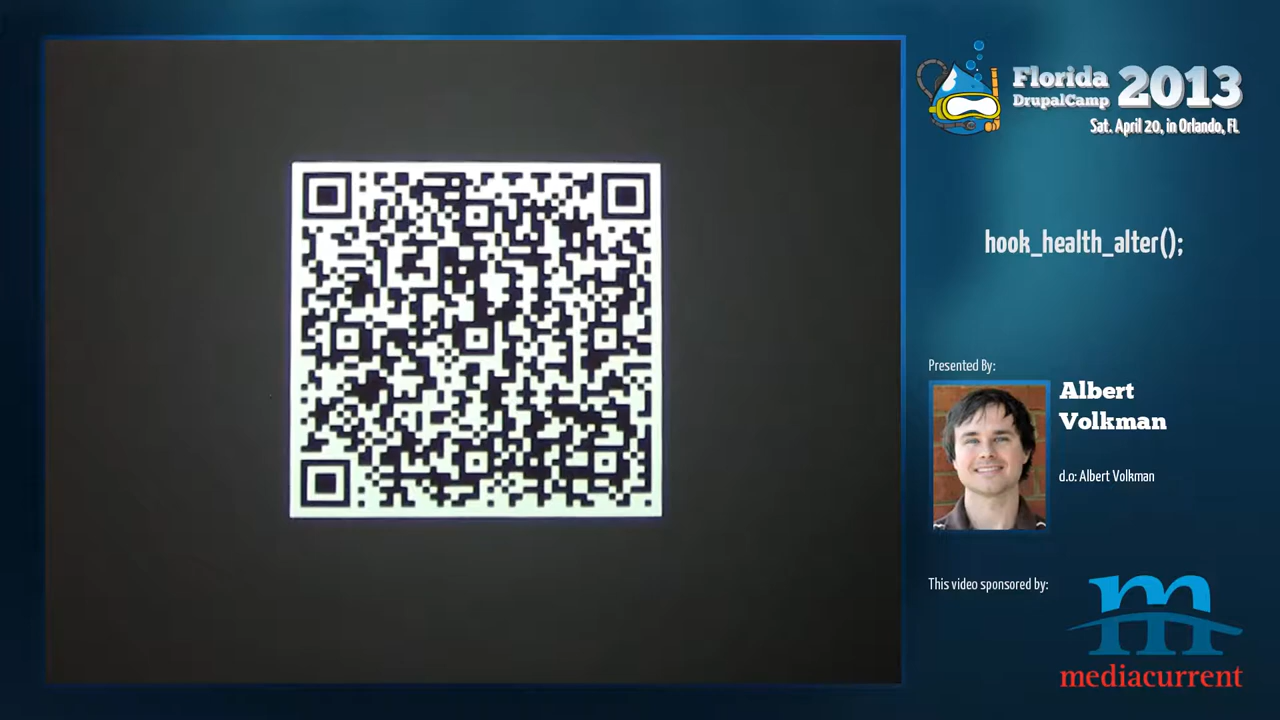 Florida
DrupalCamp
2013
Sat. April 20, in Orlando, FL
hook_health_alter();
Presented By:
Albert
Volkman
d.o: Albert Volkman
This video sponsored by:
m
mediacurrent